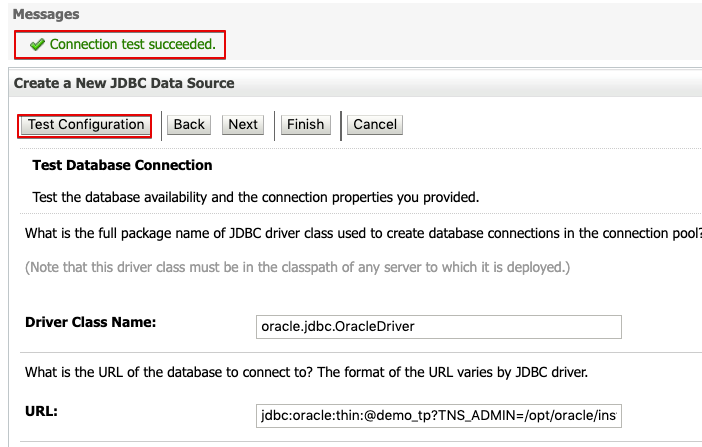 Messages
Connection test succeeded.
Create a New JDBC Data Source
Test Configuration Back Next Finish Cancel
Test Database Connection
Test the database availability and the connection properties you provided.
What is the full package name of JDBC driver class used to create database connections in the connection pool?
(Note that this driver class must be in the classpath of any server to which it is deployed.)
Driver Class Name: oracle.jdbc.OracleDriver
What is the URL of the database to connect to? The format of the URL varies by JDBC driver.
URL: jdbc:oracle:thin:@demo_tp?TNS_ADMIN=/opt/oracle/ins